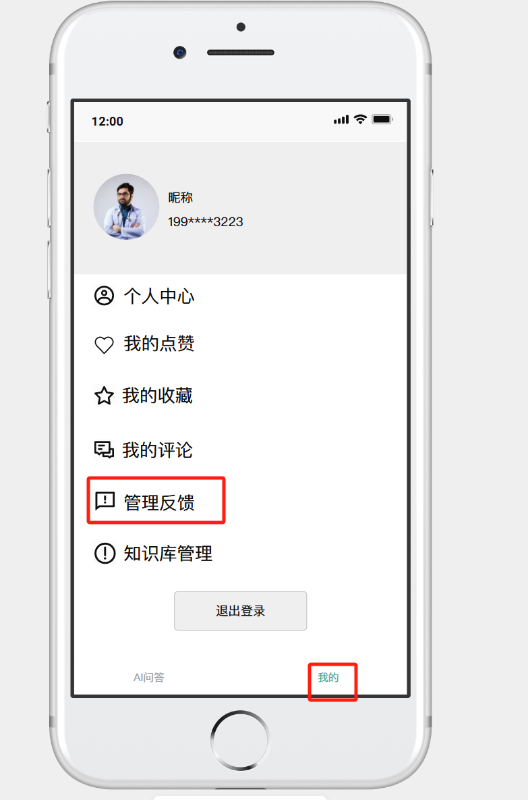 12:00
昵称
199****3223
个人中心
我的点赞
我的收藏
我的评论
管理反馈
知识库管理
退出登录
AI问答
我的